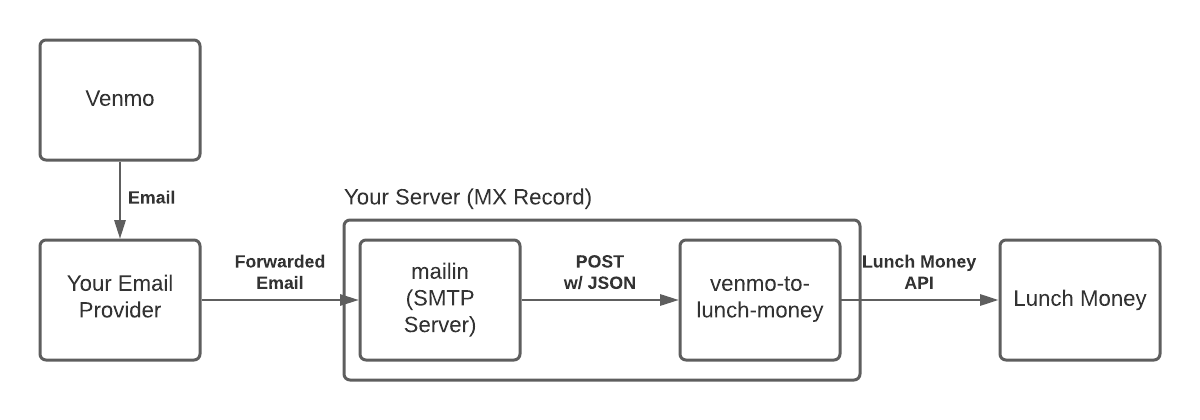 Venmo
Email
Your Server (MX Record)
Your Email
Provider
Forwarded
Email
mailin
(SMTP
Server)
POST
w/ JSON
venmo-to-
lunch-money
Lunch Money
API
Lunch Money